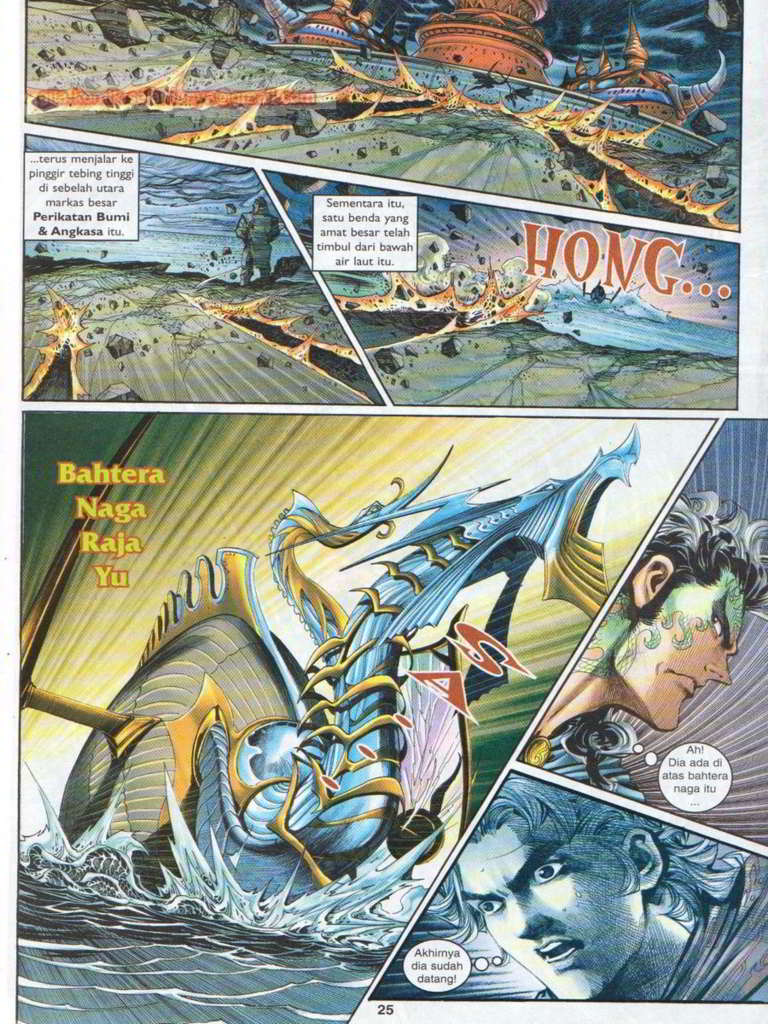 ...terus menjalar ke
pinggir tebing tinggi
di sebelah utara
markas besar
Perikatan Bumi
& Angkasa itu.
Sementara itu,
satu benda yang
amat besar telah
timbul dari bawah
air laut itu.
HONG...
Bahtera
Naga
Raja
Yu
SA
Ah!
Dia ada di
atas bahtera
naga itu
...
Akhirnya
dia sudah
datang!
25